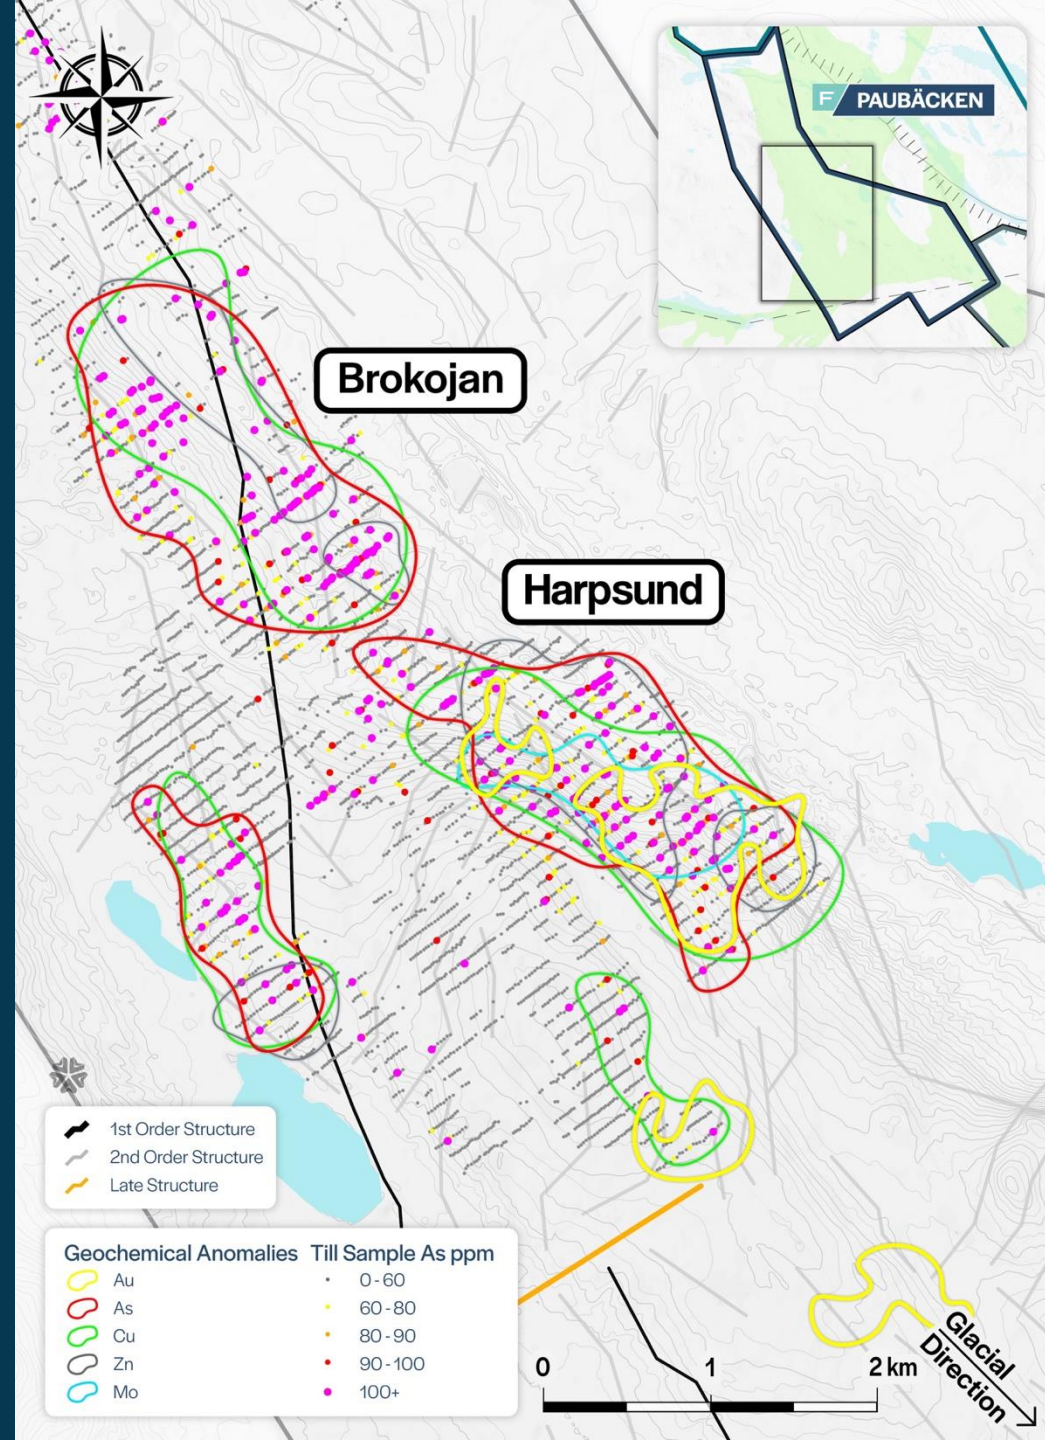 F PAUBÄCKEN
Brokojan
Harpsund
1st Order Structure
2nd Order Structure
Late Structure
Geochemical Anomalies Till Sample As ppm
Au 0-60
As 60-80
Cu 80-90
Zn 90-100
Mo 100+
0 1 2 km
Glacial
Direction